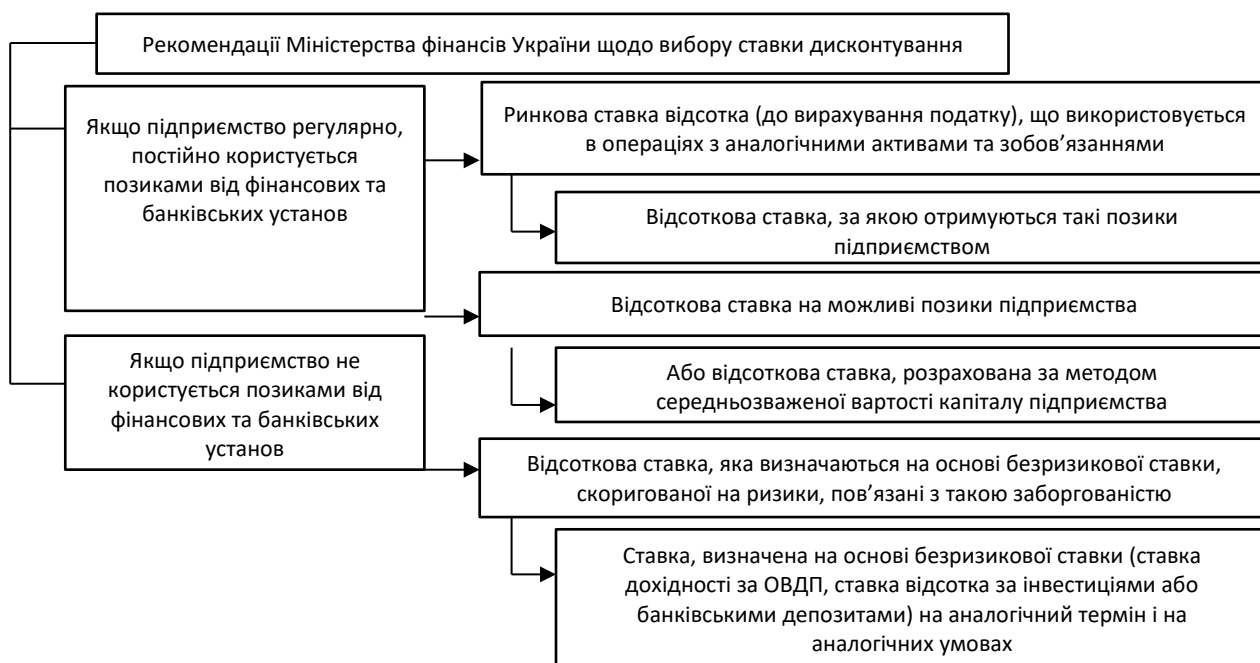 Рекомендації Міністерства фінансів України щодо вибору ставки дисконтування
Якщо підприємство регулярно,
постійно користується
позиками від фінансових та
банківських установ
Ринкова ставка відсотка (до вирахування податку), що використовується
в операціях з аналогічними активами та зобов’язаннями
Відсоткова ставка, за якою отримуються такі позики
підприємством
Відсоткова ставка на можливі позики підприємства
Якщо підприємство не
користується позиками від
фінансових та банківських
установ
Або відсоткова ставка, розрахована за методом
середньозваженої вартості капіталу підприємства
Відсоткова ставка, яка визначаються на основі безризикової ставки,
скоригованої на ризики, пов’язані з такою заборгованістю
Ставка, визначена на основі безризикової ставки (ставка
дохідності за ОВДП, ставка відсотка за інвестиціями або
банківськими депозитами) на аналогічний термін і на
аналогічних умовах